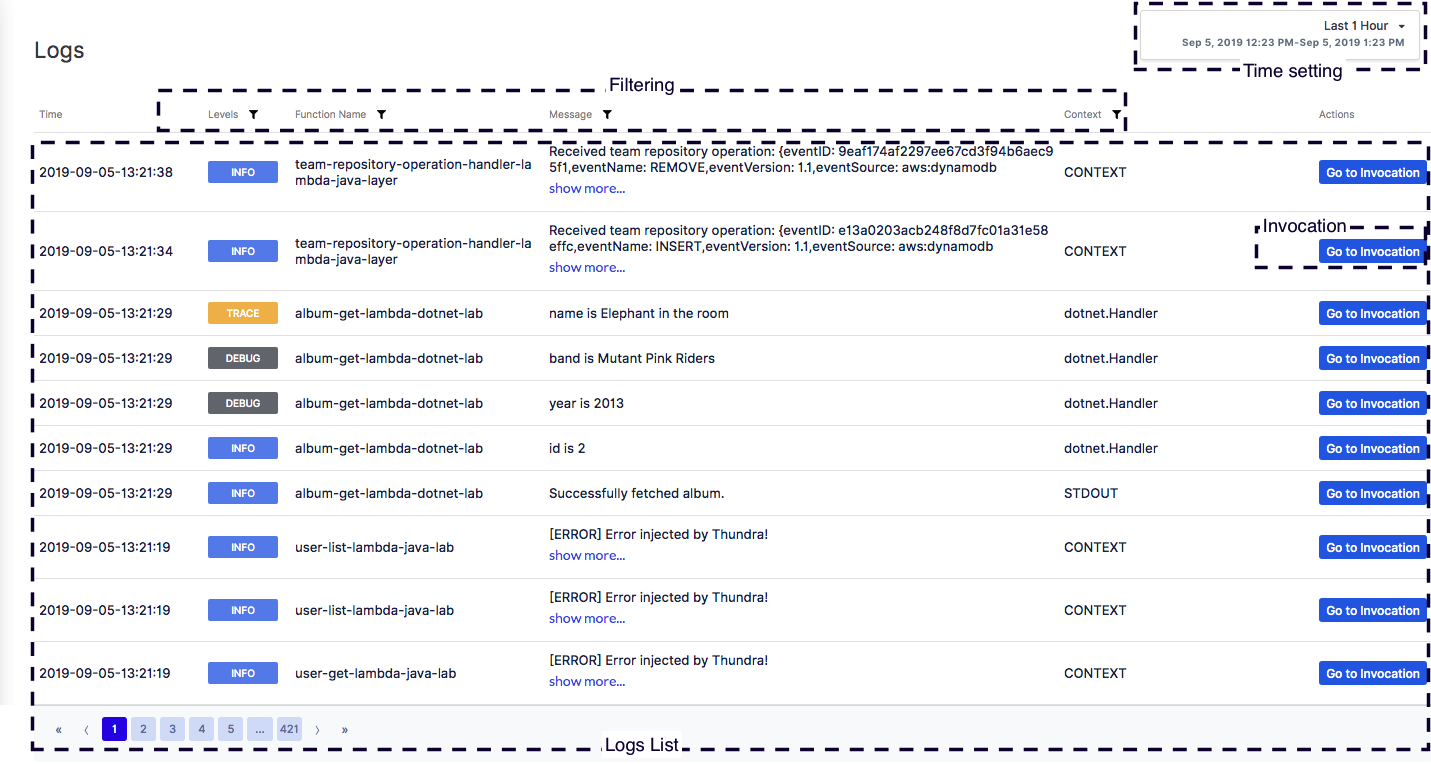 Last 1 Hour
Sep 5, 2019 12:23 PM-Sep 5, 2019 1:23 PM
Time setting
Logs
Filtering
Time Levels Function Name Message Context Actions
2019-09-05-13:21:38 INFO team-repository-operation-handler-la
mbda-java-layer
Received team repository operation: {eventID: 9eaf174af2297ee67cd3f94b6aec9
5f1,eventName: REMOVE,eventVersion: 1.1,eventSource: aws:dynamodb
show more...
CONTEXT Go to Invocation
Invocation
2019-09-05-13:21:34 INFO team-repository-operation-handler-la
mbda-java-layer
Received team repository operation: {eventID: e13a0203acb248f8d7fc01a31e58
effc,eventName: INSERT,eventVersion: 1.1,eventSource: aws:dynamodb
show more...
CONTEXT Go to Invocation
2019-09-05-13:21:29 TRACE album-get-lambda-dotnet-lab name is Elephant in the room dotnet.Handler Go to Invocation
2019-09-05-13:21:29 DEBUG album-get-lambda-dotnet-lab band is Mutant Pink Riders dotnet.Handler Go to Invocation
2019-09-05-13:21:29 DEBUG album-get-lambda-dotnet-lab year is 2013 dotnet.Handler Go to Invocation
2019-09-05-13:21:29 INFO album-get-lambda-dotnet-lab id is 2 dotnet.Handler Go to Invocation
2019-09-05-13:21:29 INFO album-get-lambda-dotnet-lab Successfully fetched album. STDOUT Go to Invocation
2019-09-05-13:21:19 INFO user-list-lambda-java-lab [ERROR] Error injected by Thundra! CONTEXT Go to Invocation
show more...
2019-09-05-13:21:19 INFO user-list-lambda-java-lab [ERROR] Error injected by Thundra! CONTEXT Go to Invocation
show more...
2019-09-05-13:21:19 INFO user-get-lambda-java-lab [ERROR] Error injected by Thundra! CONTEXT Go to Invocation
show more...
« ‹ 1 2 3 4 5 ... 421 › »
Logs List